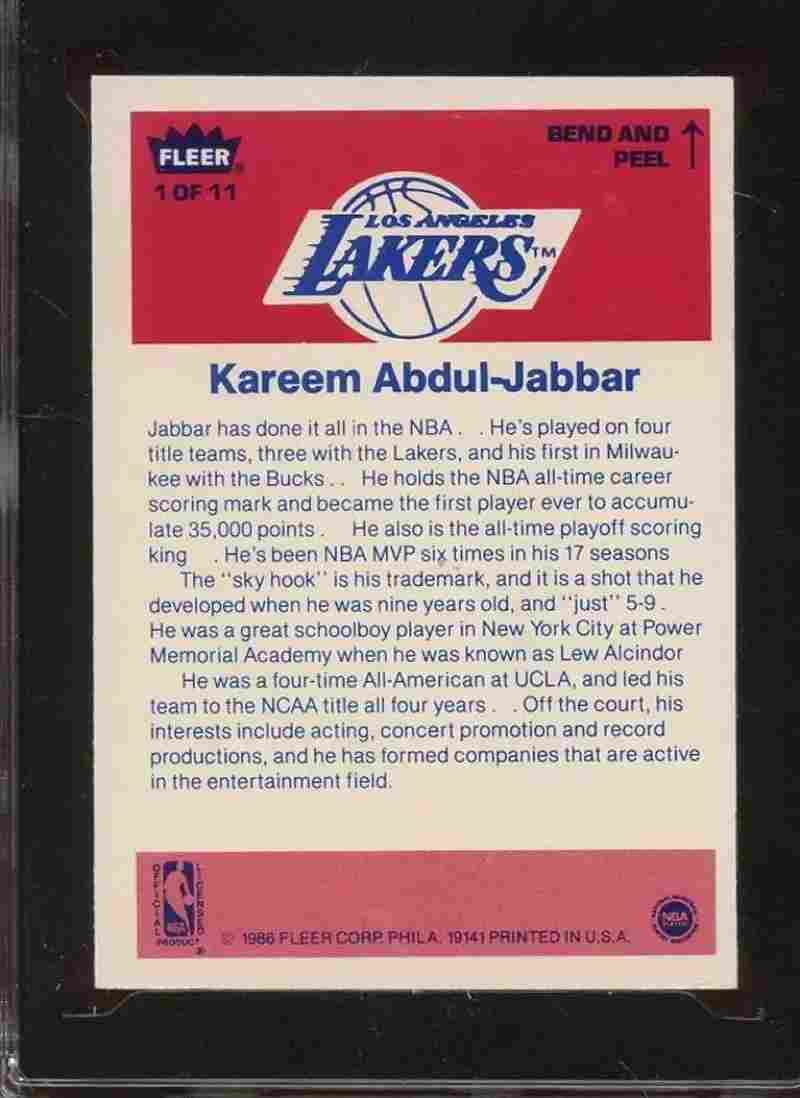 FLEER®
1 OF 11
BEND AND
PEEL
LOS ANGELES
LAKERS™
Kareem Abdul-Jabbar
Jabbar has done it all in the NBA . . He's played on four
title teams, three with the Lakers, and his first in Milwau-
kee with the Bucks . . He holds the NBA all-time career
scoring mark and became the first player ever to accumu-
late 35,000 points . He also is the all-time playoff scoring
king . He's been NBA MVP six times in his 17 seasons
The "sky hook" is his trademark, and it is a shot that he
developed when he was nine years old, and "just" 5-9 .
He was a great schoolboy player in New York City at Power
Memorial Academy when he was known as Lew Alcindor
He was a four-time All-American at UCLA, and led his
team to the NCAA title all four years . . Off the court, his
interests include acting, concert promotion and record
productions, and he has formed companies that are active
in the entertainment field.
OFFICIAL
LICENSED
NBA
PRODUCT
®
© 1986 FLEER CORP. PHILA. 19141 PRINTED IN U.S.A.
NBA
PLAYERS